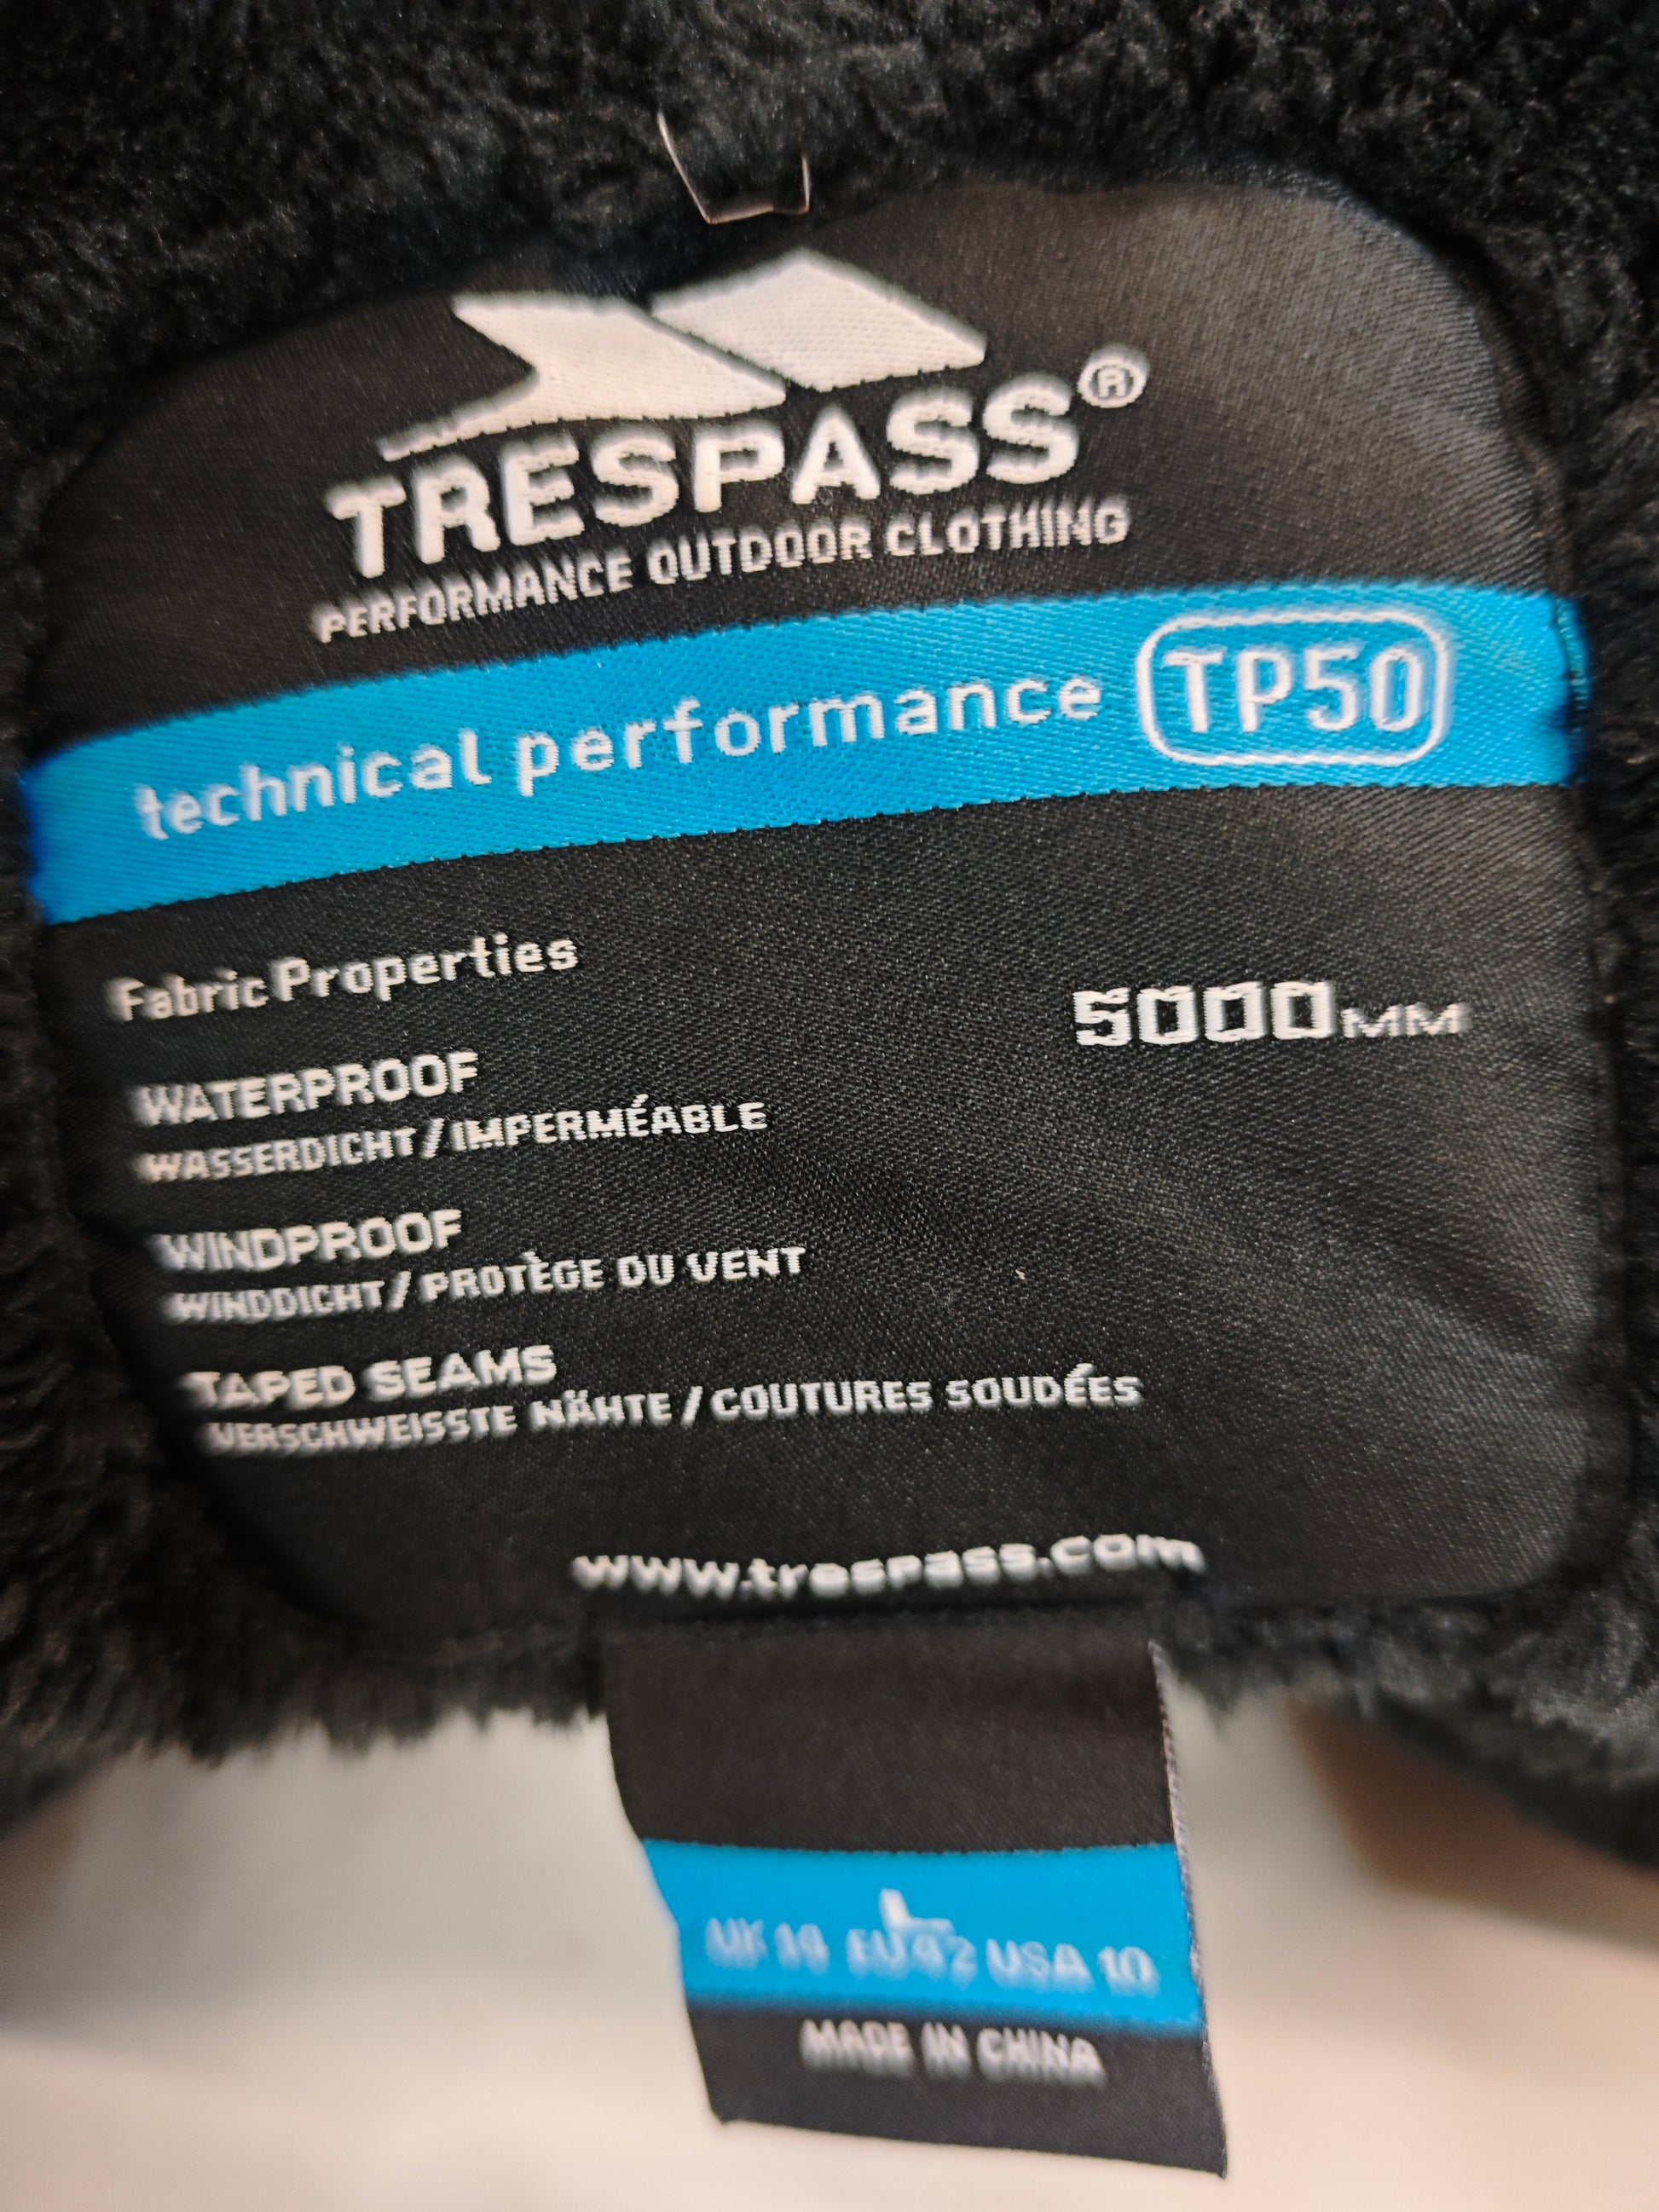 TRESPASS®
PERFORMANCE OUTDOOR CLOTHING
technical performance TP50
Fabric Properties
5000MM
WATERPROOF
WASSERDICHT / IMPERMÉABLE
WINDPROOF
WINDDICHT / PROTÈGE DU VENT
TAPED SEAMS
VERSCHWEISSTE NÄHTE / COUTURES SOUDÉES
www.trespass.com
L
UK 14 EU 42 USA 10
MADE IN CHINA